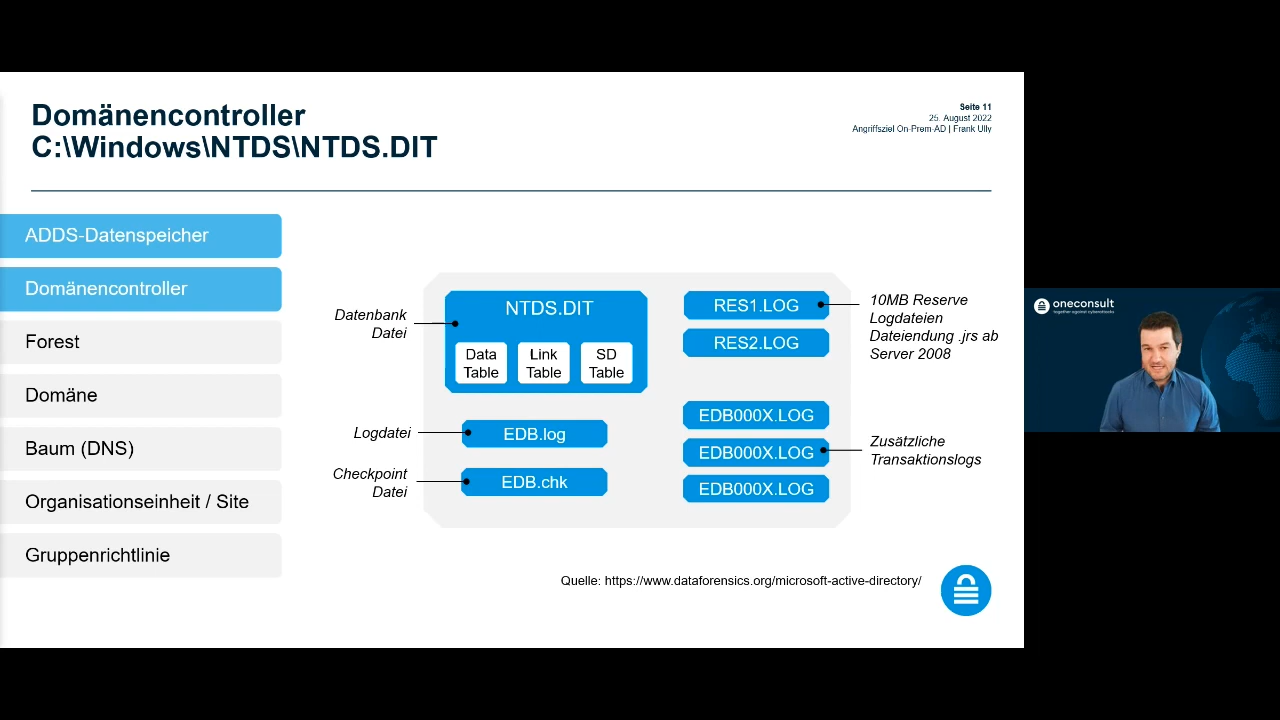 Domänencontroller
C:\Windows\NTDS\NTDS.DIT
Seite 11
25. August 2022
Angriffsziel On-Prem-AD | Frank Ully
ADDS-Datenspeicher
Domänencontroller
Forest
Domäne
Baum (DNS)
Organisationseinheit / Site
Gruppenrichtlinie
Datenbank
Datei
NTDS.DIT
Data
Table
Link
Table
SD
Table
Logdatei
EDB.log
Checkpoint
Datei
EDB.chk
RES1.LOG
RES2.LOG
10MB Reserve
Logdateien
Dateiendung .jrs ab
Server 2008
EDB000X.LOG
EDB000X.LOG
EDB000X.LOG
Zusätzliche
Transaktionslogs
Quelle: https://www.dataforensics.org/microsoft-active-directory/
oneconsult
together against cyberattacks